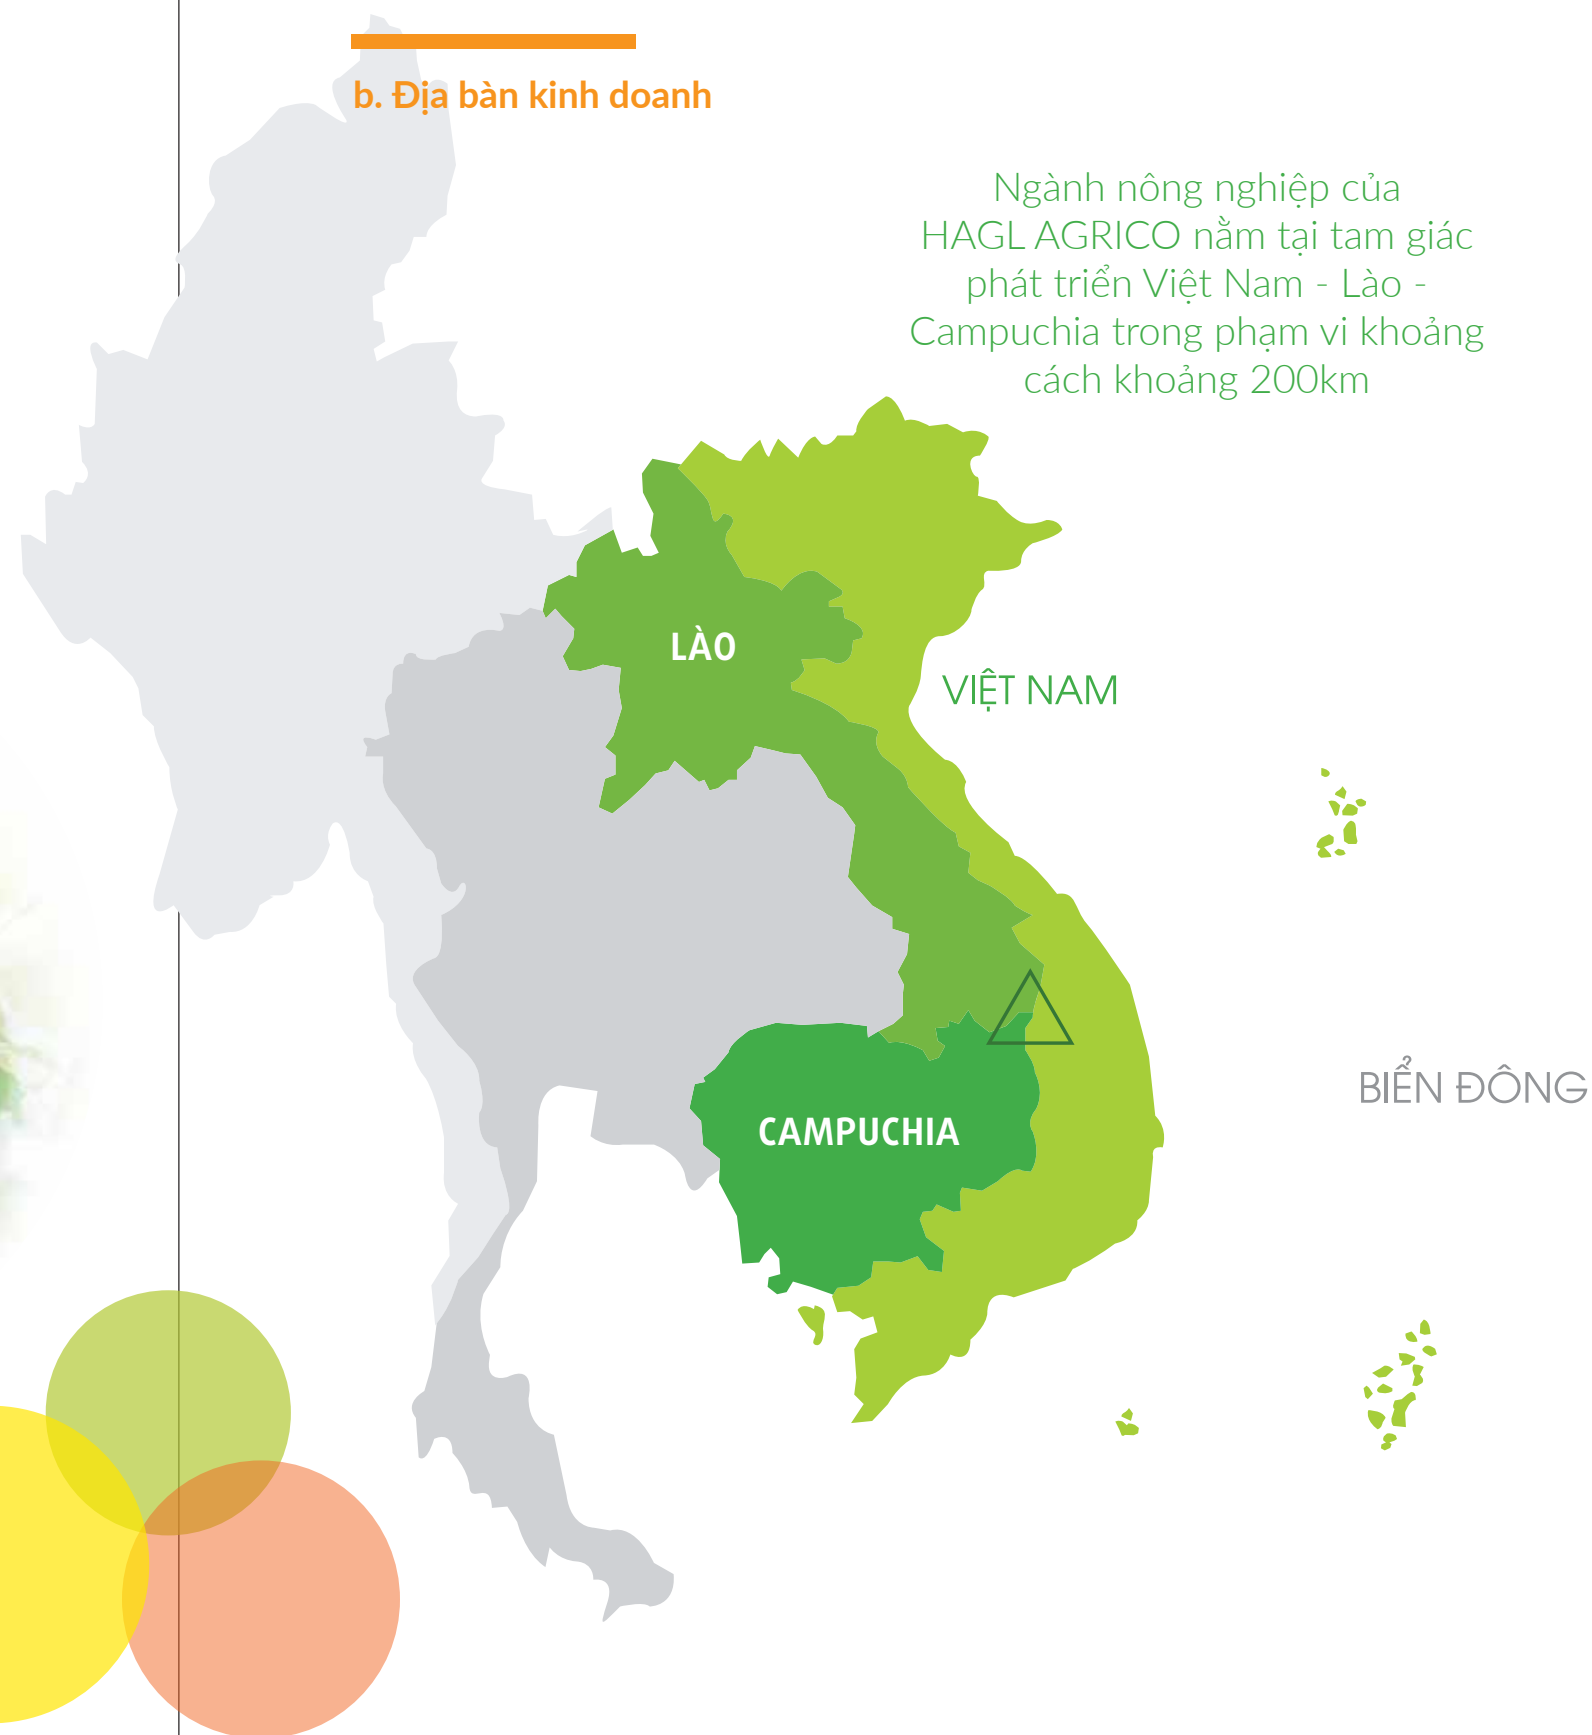 b. Địa bàn kinh doanh
Ngành nông nghiệp của
HAGL AGRICO nằm tại tam giác
phát triển Việt Nam - Lào -
Campuchia trong phạm vi khoảng
cách khoảng 200km
LÀO
VIỆT NAM
BIỂN ĐÔNG
CAMPUCHIA